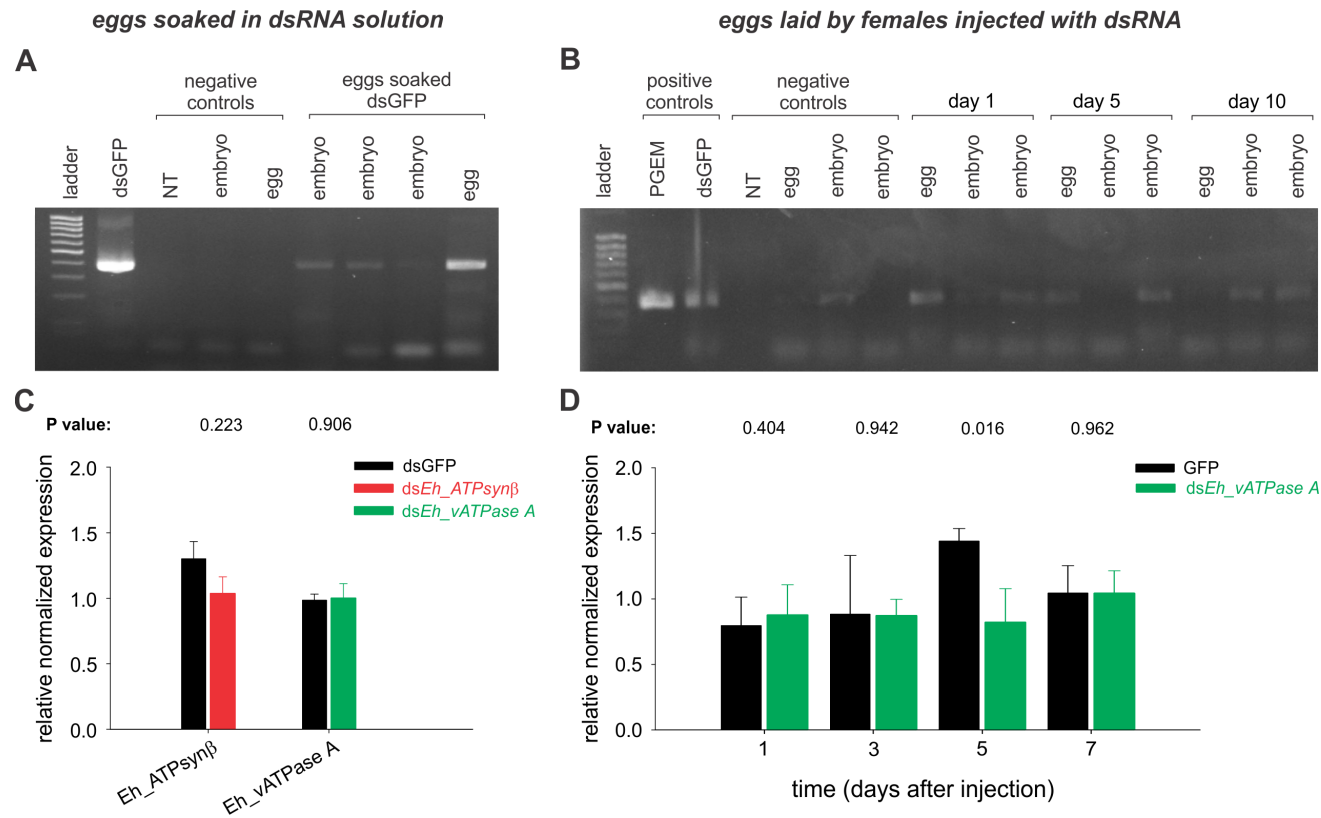 eggs soaked in dsRNA solution
eggs laid by females injected with dsRNA
A
negative
controls
eggs soaked
dsGFP
ladder
dsGFP
NT
embryo
egg
embryo
embryo
embryo
egg
B
positive
controls
negative
controls
day 1
day 5
day 10
ladder
PGEM
dsGFP
NT
egg
embryo
embryo
egg
embryo
embryo
egg
embryo
embryo
egg
embryo
embryo
C
P value: 0.223 0.906
relative normalized expression
2.0
1.5
1.0
0.5
0.0
dsGFP
dsEh_ATPsynβ
dsEh_vATPase A
Eh_ATPsynβ
Eh_vATPase A
D
P value: 0.404 0.942 0.016 0.962
relative normalized expression
2.0
1.5
1.0
0.5
0.0
GFP
dsEh_vATPase A
1 3 5 7
time (days after injection)